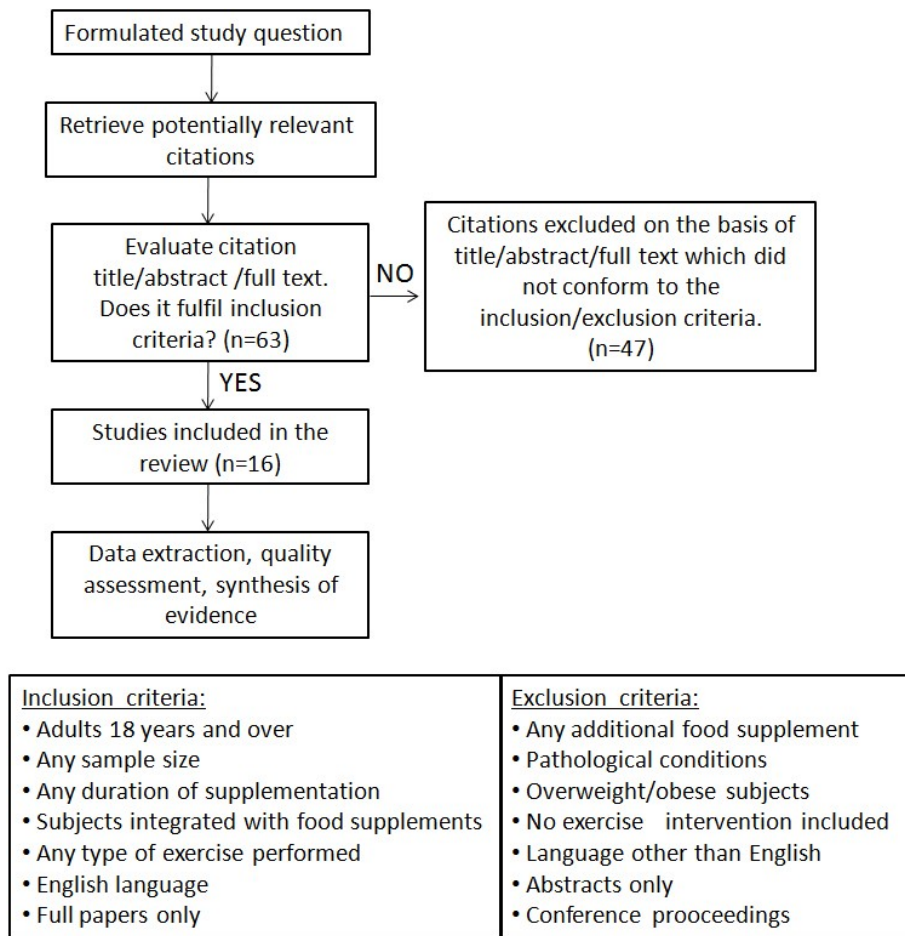 Formulated study question
Retrieve potentially relevant
citations
Evaluate citation
title/abstract /full text.
Does it fulfil inclusion
criteria? (n=63)
NO
Citations excluded on the basis of
title/abstract/full text which did
not conform to the
inclusion/exclusion criteria.
(n=47)
YES
Studies included in the
review (n=16)
Data extraction, quality
assessment, synthesis of
evidence
Inclusion criteria:
• Adults 18 years and over
• Any sample size
• Any duration of supplementation
• Subjects integrated with food supplements
• Any type of exercise performed
• English language
• Full papers only
Exclusion criteria:
• Any additional food supplement
• Pathological conditions
• Overweight/obese subjects
• No exercise intervention included
• Language other than English
• Abstracts only
• Conference prooceedings